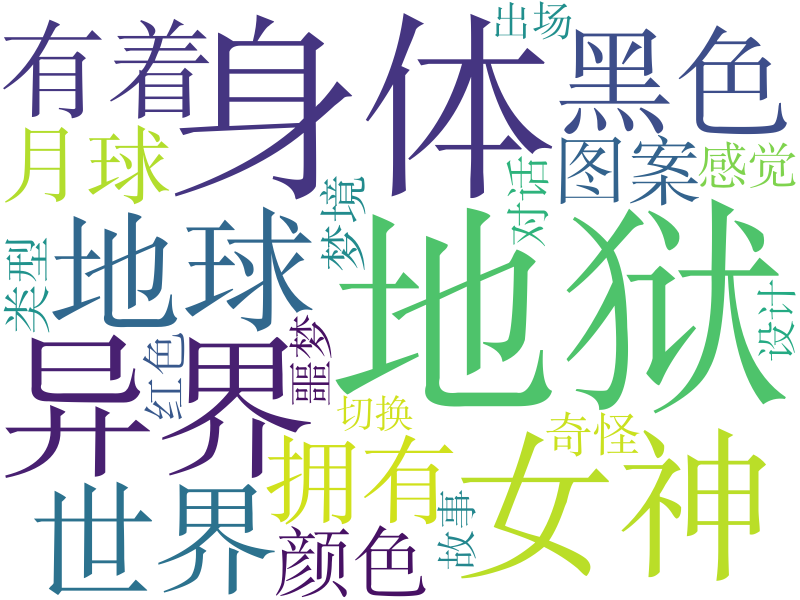 有着
身体
出场
黑色
月球
图案
感觉
地球
梦境
对话
地狱
类型
设计
异界
红色
噩梦
切换
奇怪
拥有
女神
世界
颜色
故事